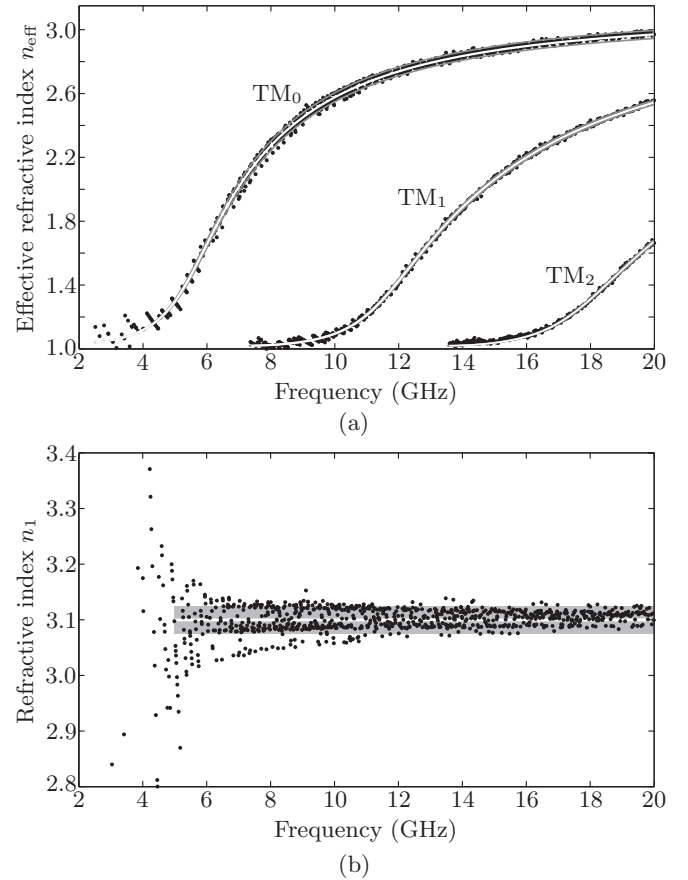 Effective refractive index n_eff
3.0
2.6
2.2
1.8
1.4
1.0
TM₀
TM₁
TM₂
2 4 6 8 10 12 14 16 18 20
Frequency (GHz)
(a)
Refractive index n₁
3.4
3.3
3.2
3.1
3.0
2.9
2.8
2 4 6 8 10 12 14 16 18 20
Frequency (GHz)
(b)